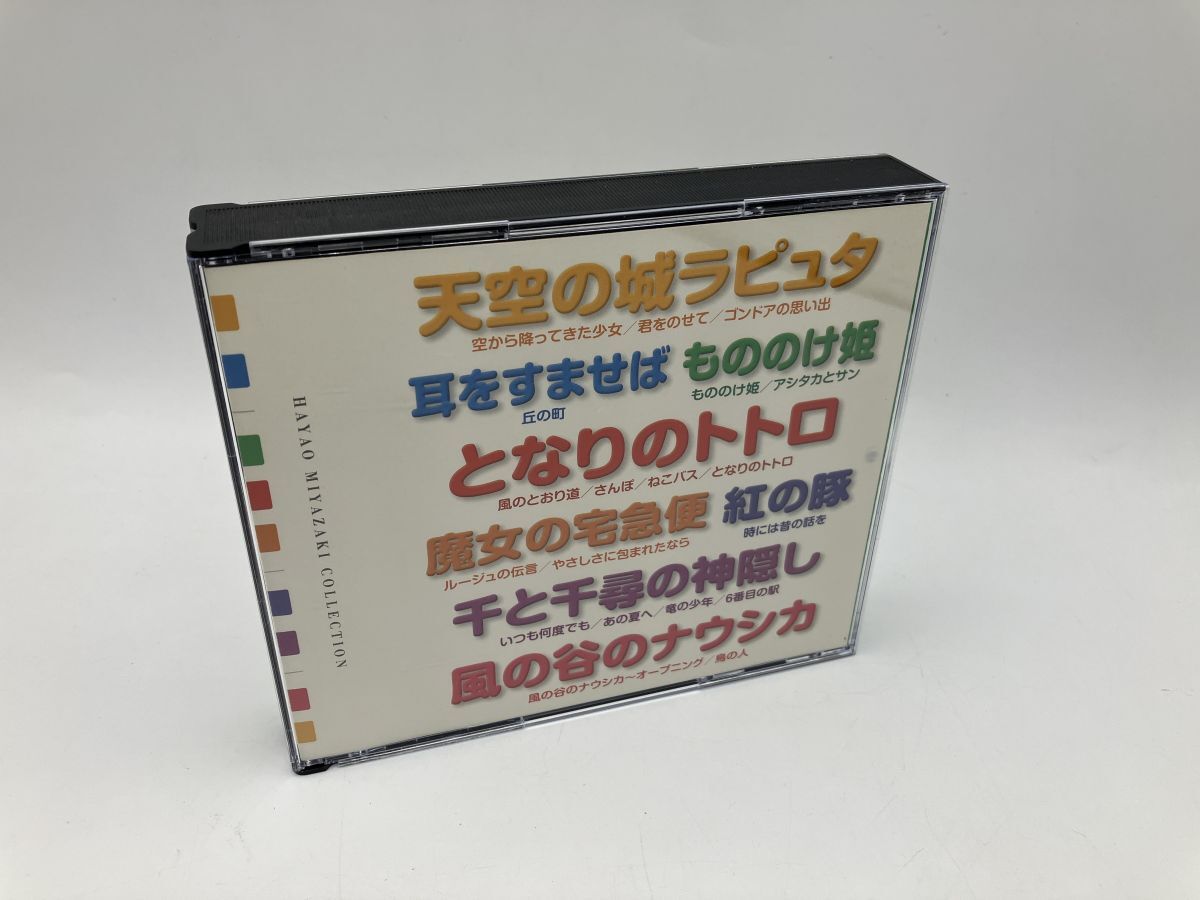 天空の城ラピュタ
空から降ってきた少女/君をのせて/ゴンドアの思い出
耳をすませば
丘の町
もののけ姫
もののけ姫/アシタカとサン
となりのトトロ
風のとおり道/さんぽ/ねこバス/となりのトトロ
魔女の宅急便
ルージュの伝言/やさしさに包まれたなら
紅の豚
時には昔の話を
千と千尋の神隠し
いつも何度でも/あの夏へ/竜の少年/6番目の駅
風の谷のナウシカ
風の谷のナウシカ～オープニング/鳥の人
HAYAO MIYAZAKI COLLECTION